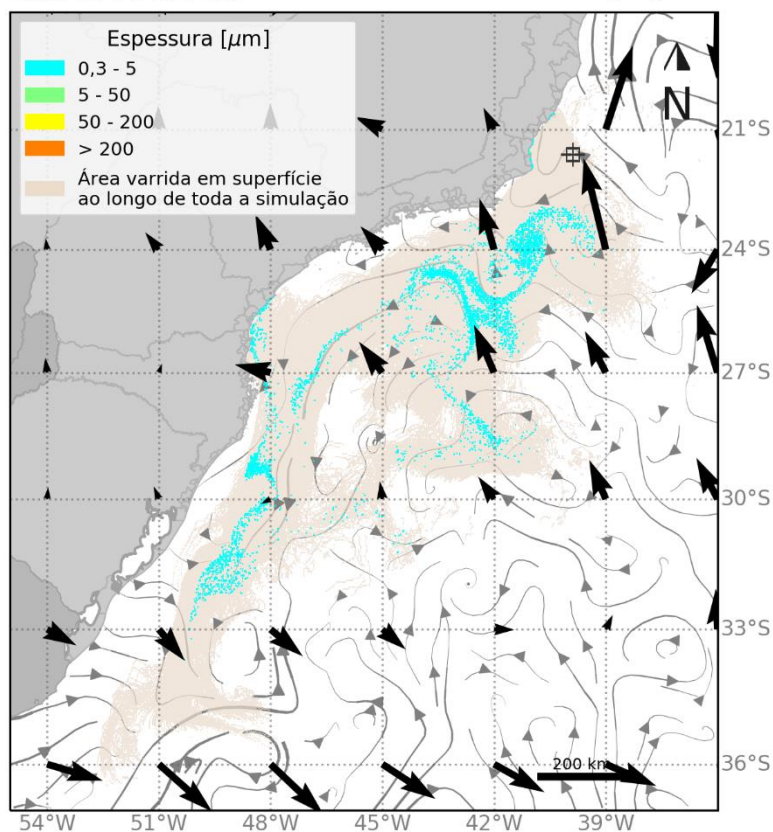 Espessura [μm]
0,3 - 5
5 - 50
50 - 200
> 200
Área varrida em superfície
ao longo de toda a simulação
N
21°S
24°S
27°S
30°S
33°S
36°S
200 km
54°W
51°W
48°W
45°W
42°W
39°W